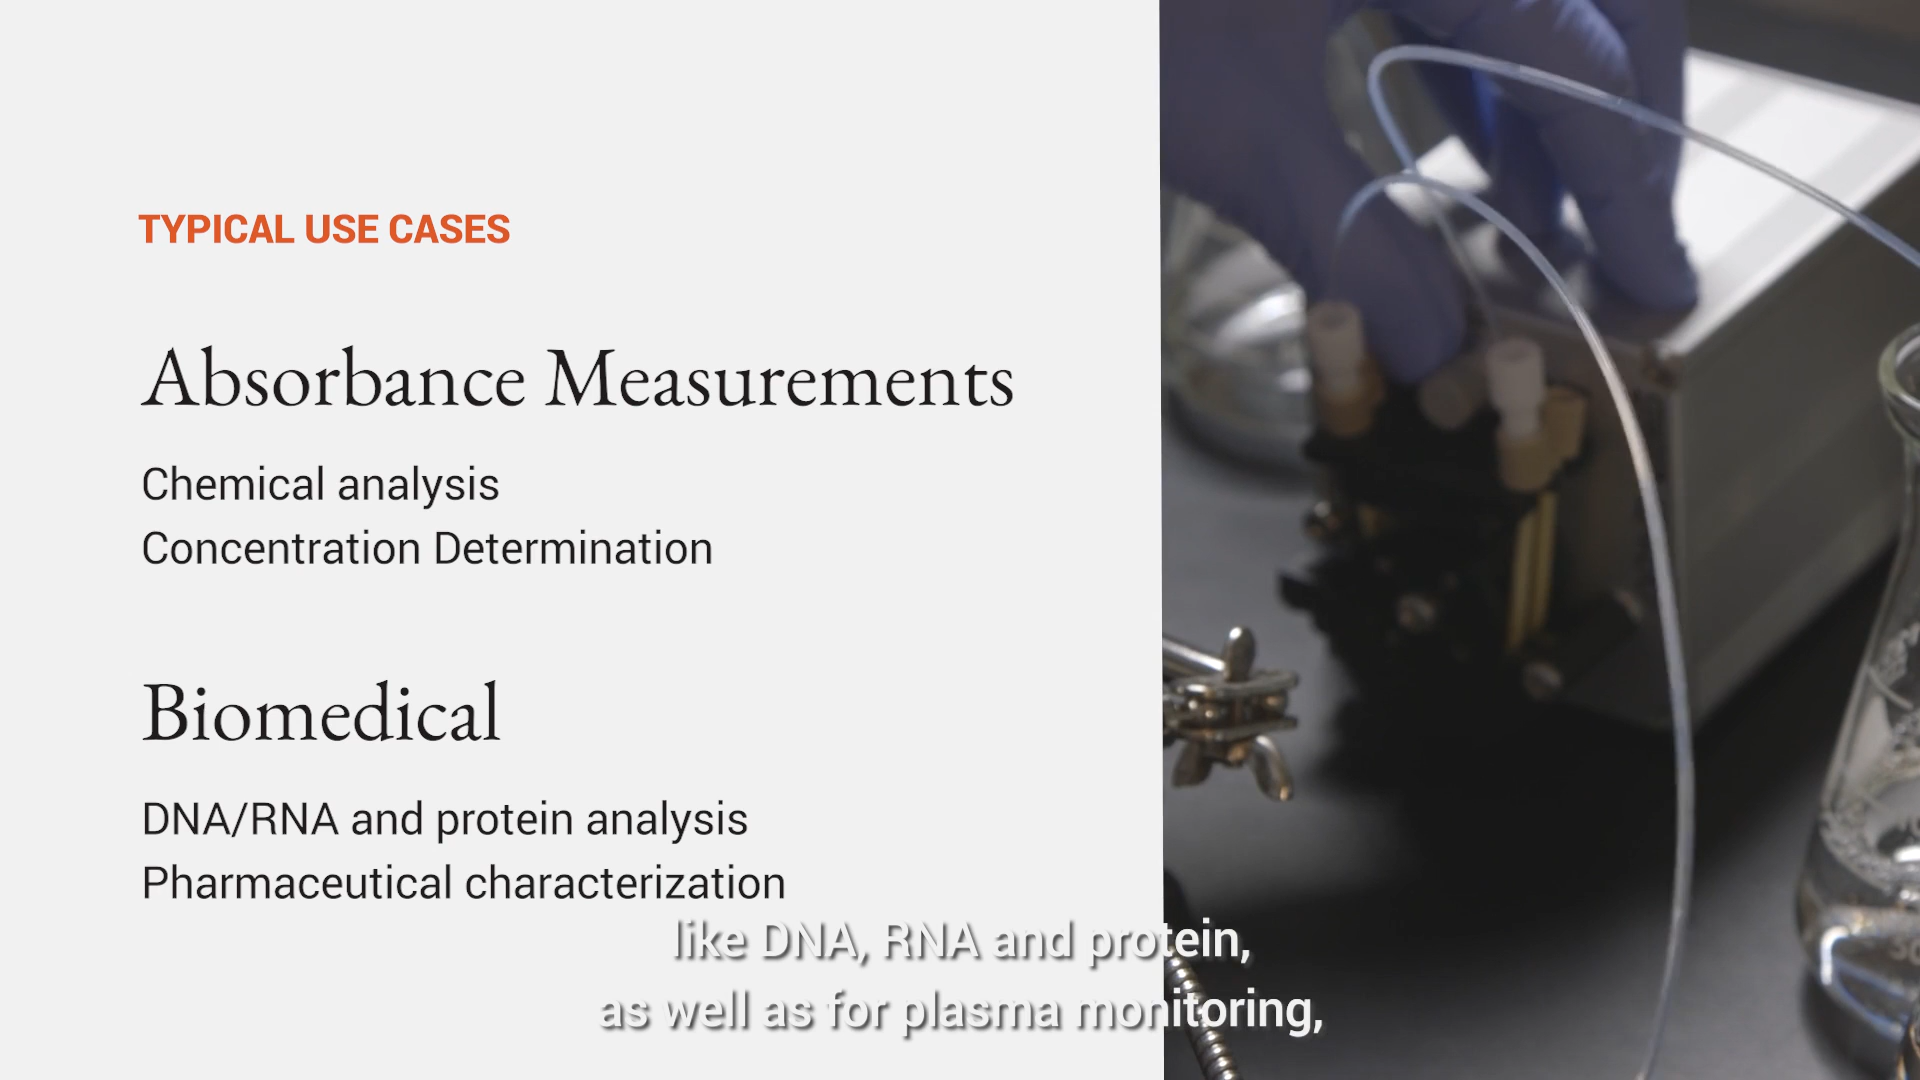 TYPICAL USE CASES
Absorbance Measurements
Chemical analysis
Concentration Determination
Biomedical
DNA/RNA and protein analysis
Pharmaceutical characterization
like DNA, RNA and protein,
as well as for plasma monitoring,